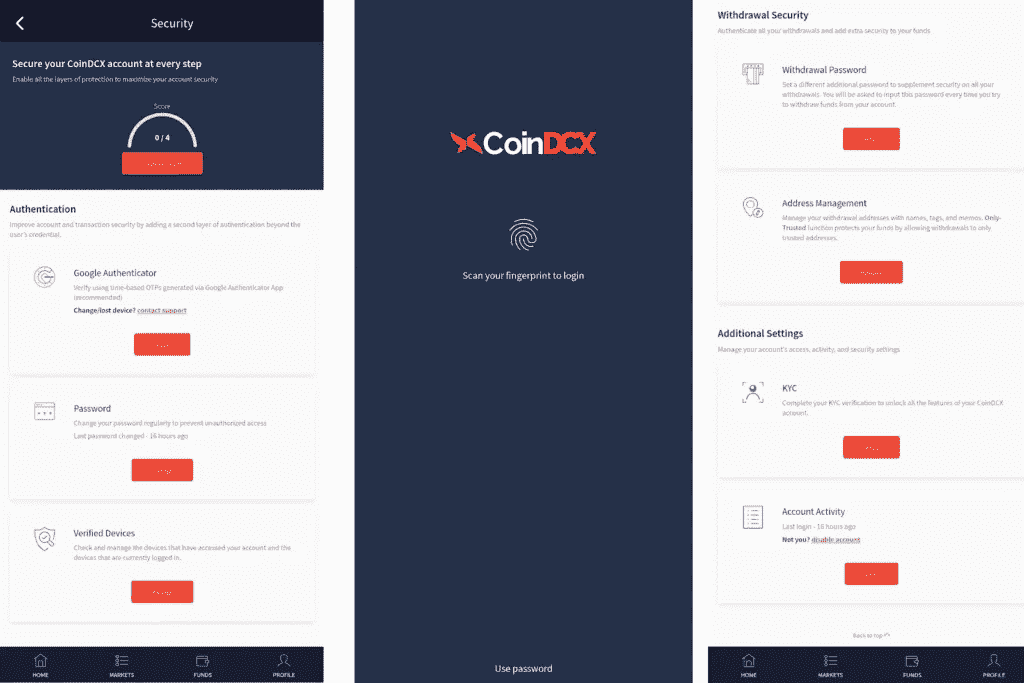 Security
Secure your CoinDCX account at every step
Enable all the layers of protection to maximize your account security
Score
0 / 4
Authentication
Improve account and transaction security by adding a second layer of authentication beyond the
user's credential.
Google Authenticator
Verify using time-based OTPs generated via Google Authenticator App
(recommended)
Change/lost device? contact support
Password
Change your password regularly to prevent unauthorized access
Last password changed - 16 hours ago
Verified Devices
Check and manage the devices that have accessed your account and the
devices that are currently logged in.
HOME
MARKETS
FUNDS
PROFILE
CoinDCX
Scan your fingerprint to login
Use password
Withdrawal Security
Authenticate all your withdrawals and add extra security to your funds
Withdrawal Password
Set a different additional password to supplement security on all your
withdrawals. You will be asked to input this password every time you try
to withdraw funds from your account.
Address Management
Manage your withdrawal addresses with names, tags, and memos. Only-
Trusted function protects your funds by allowing withdrawals to only
trusted addresses.
Additional Settings
Manage your account's access, activity, and security settings
KYC
Complete your KYC verification to unlock all the features of your CoinDCX
account.
Account Activity
Last login - 16 hours ago
Not you? disable account
Back to top
HOME
MARKETS
FUNDS
PROFILE